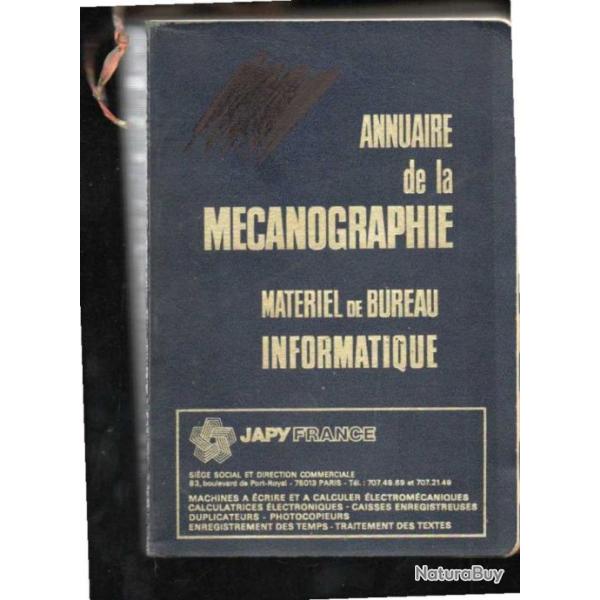 ANNUAIRE
de la
MECANOGRAPHIE
MATERIEL DE BUREAU
INFORMATIQUE
JAPY FRANCE
SIÈGE SOCIAL ET DIRECTION COMMERCIALE
83, boulevard de Port-Royal - 75013 PARIS - Tél. : 707.49.69 et 707.21.49
MACHINES A ÉCRIRE ET A CALCULER ÉLECTROMÉCANIQUES
CALCULATRICES ÉLECTRONIQUES - CAISSES ENREGISTREUSES
DUPLICATEURS - PHOTOCOPIEURS
ENREGISTREMENT DES TEMPS - TRAITEMENT DES TEXTES
NaturaBuy